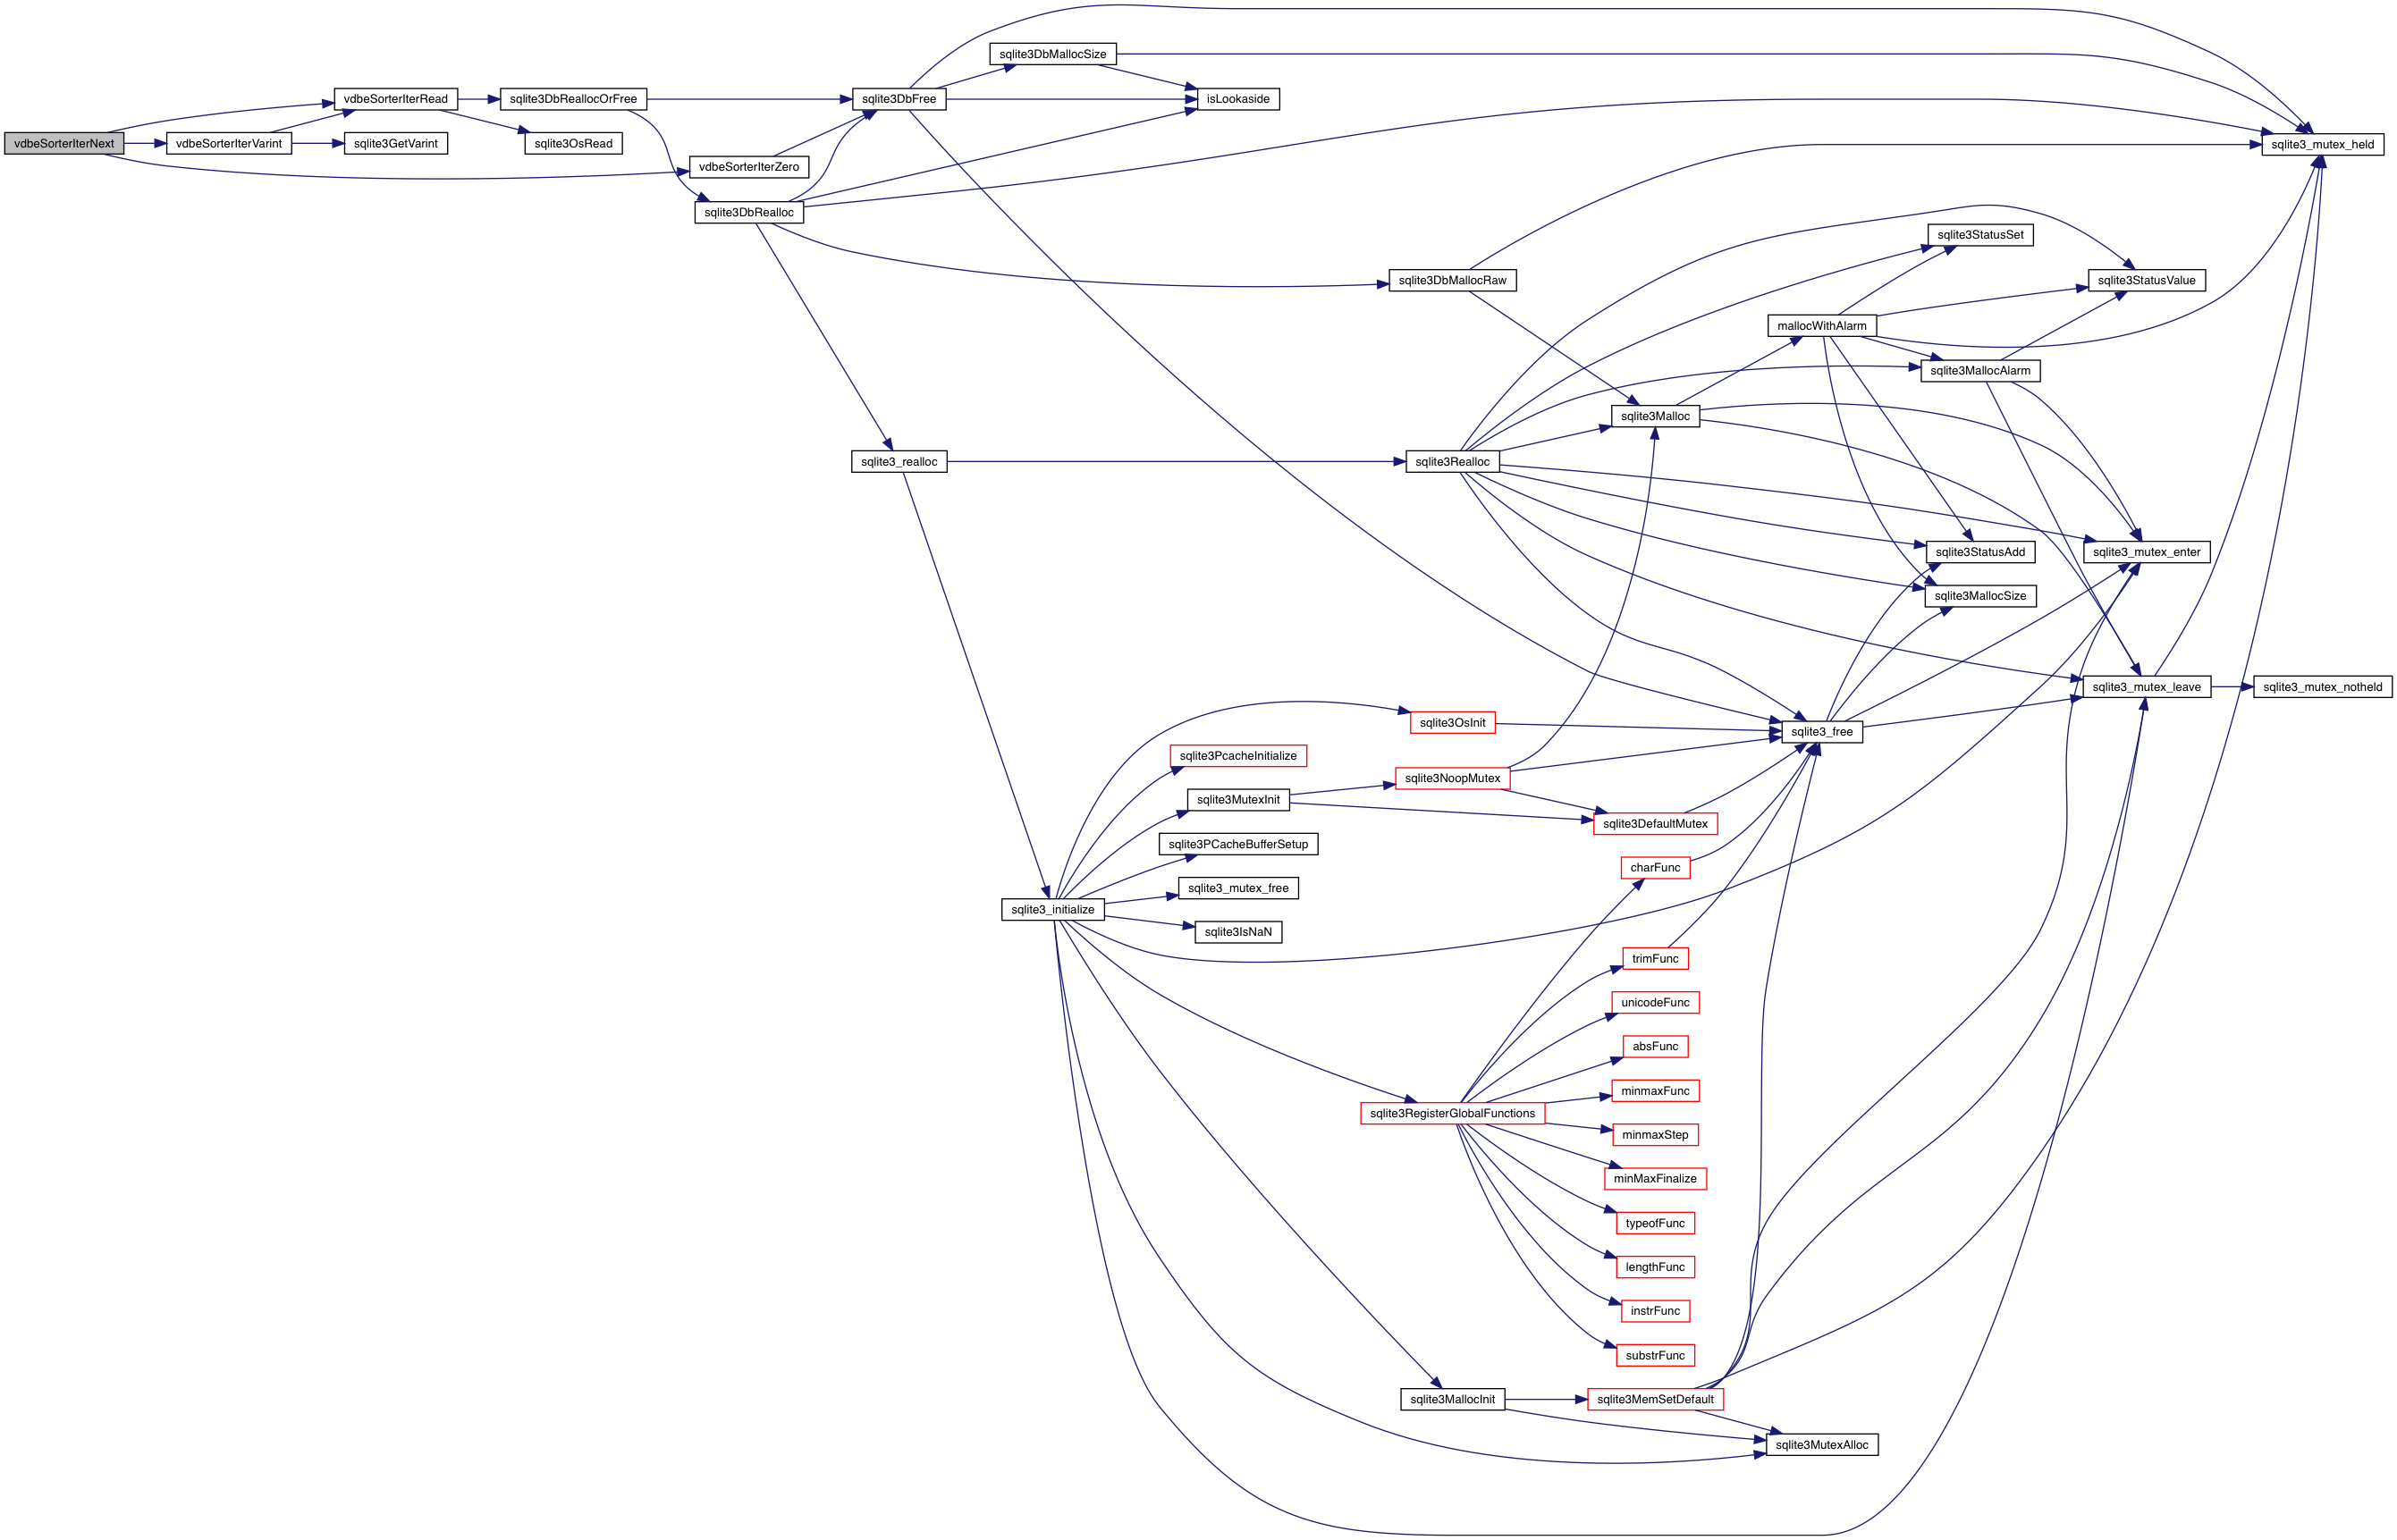 vdbeSorterIterNext
vdbeSorterIterRead
vdbeSorterIterVarint
sqlite3GetVarint
sqlite3DbReallocOrFree
sqlite3OsRead
vdbeSorterIterZero
sqlite3DbRealloc
sqlite3DbFree
sqlite3DbMallocSize
isLookaside
sqlite3_mutex_held
sqlite3DbMallocRaw
sqlite3StatusSet
sqlite3StatusValue
mallocWithAlarm
sqlite3MallocAlarm
sqlite3Malloc
sqlite3_realloc
sqlite3Realloc
sqlite3StatusAdd
sqlite3_mutex_enter
sqlite3MallocSize
sqlite3_mutex_leave
sqlite3_mutex_notheld
sqlite3OsInit
sqlite3_free
sqlite3PcacheInitialize
sqlite3NoopMutex
sqlite3MutexInit
sqlite3DefaultMutex
sqlite3PCacheBufferSetup
charFunc
sqlite3_mutex_free
sqlite3_initialize
sqlite3IsNaN
trimFunc
unicodeFunc
absFunc
minmaxFunc
sqlite3RegisterGlobalFunctions
minmaxStep
minMaxFinalize
typeofFunc
lengthFunc
instrFunc
substrFunc
sqlite3MallocInit
sqlite3MemSetDefault
sqlite3MutexAlloc